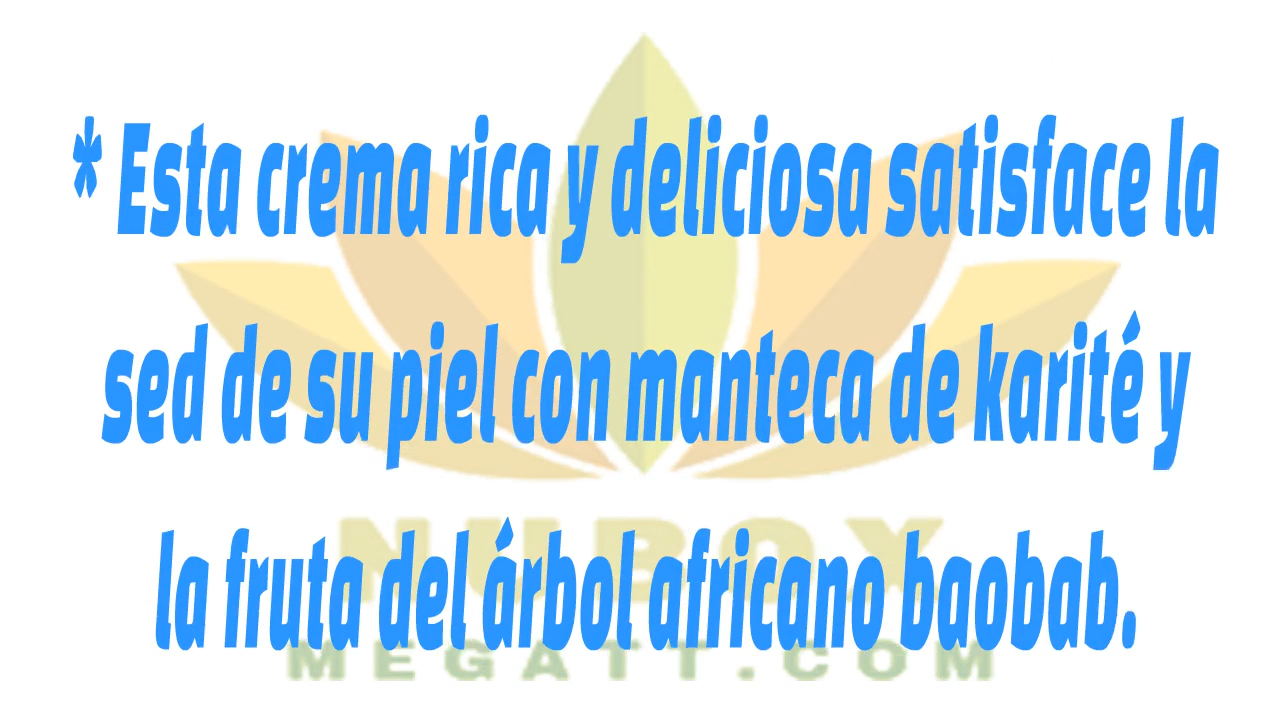 * Esta crema rica y deliciosa satisface la
sed de su piel con manteca de karité y
la fruta del árbol africano baobab.
NUBOX
MEGATT.COM